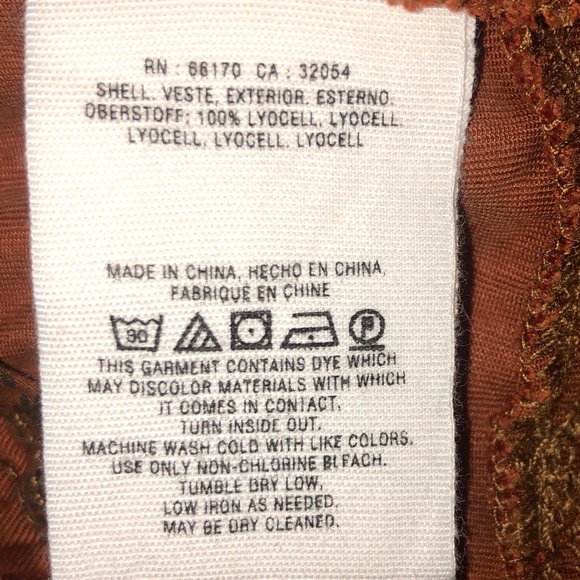 RN : 66170 CA : 32054
SHELL. VESTE, EXTERIOR. ESTERNO.
OBERSTOFF: 100% LYOCELL, LYOCELL.
LYOCELL, LYOCELL. LYOCELL
MADE IN CHINA, HECHO EN CHINA,
FABRIQUÉ EN CHINE
30 P
THIS GARMENT CONTAINS DYE WHICH
MAY DISCOLOR MATERIALS WITH WHICH
IT COMES IN CONTACT.
TURN INSIDE OUT.
MACHINE WASH COLD WITH LIKE COLORS.
USE ONLY NON-CHLORINE BLEACH.
TUMBLE DRY LOW,
LOW IRON AS NEEDED,
MAY BE DRY CLEANED.